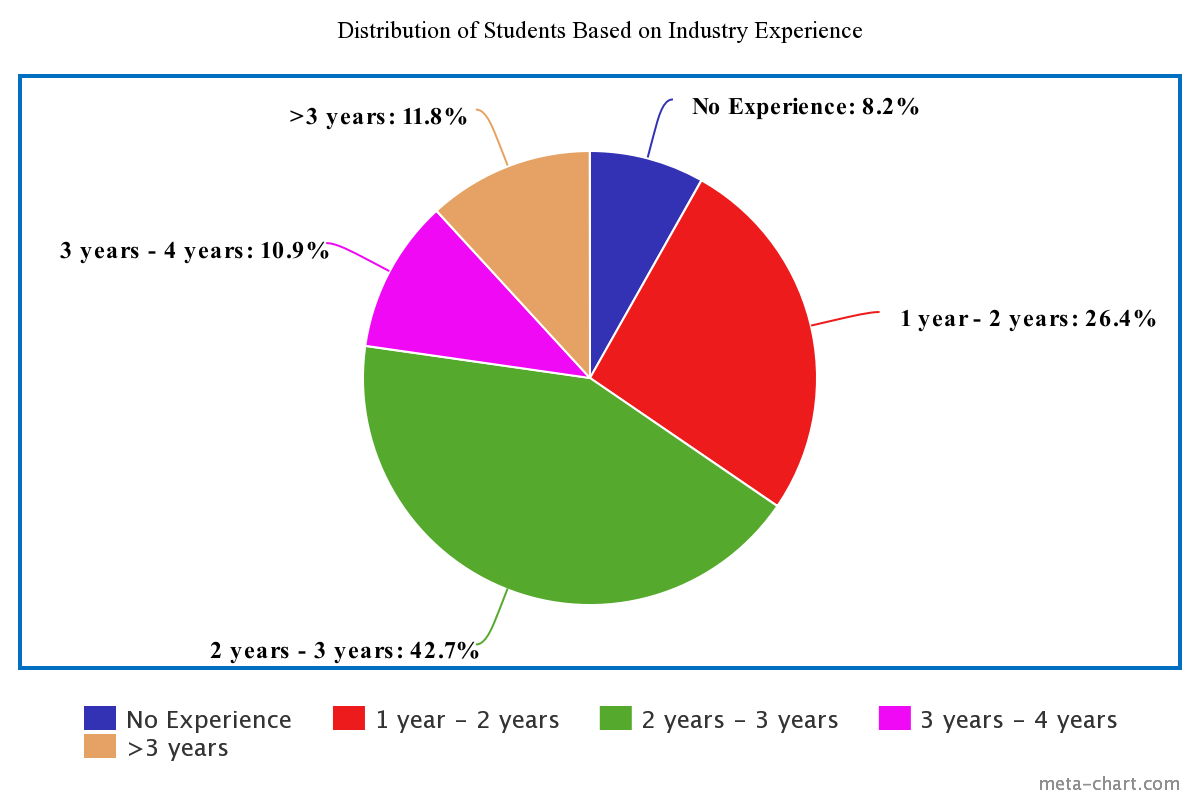 Distribution of Students Based on Industry Experience
>3 years: 11.8%
No Experience: 8.2%
3 years - 4 years: 10.9%
1 year - 2 years: 26.4%
2 years - 3 years: 42.7%
No Experience
1 year - 2 years
2 years - 3 years
3 years - 4 years
>3 years
meta-chart.com